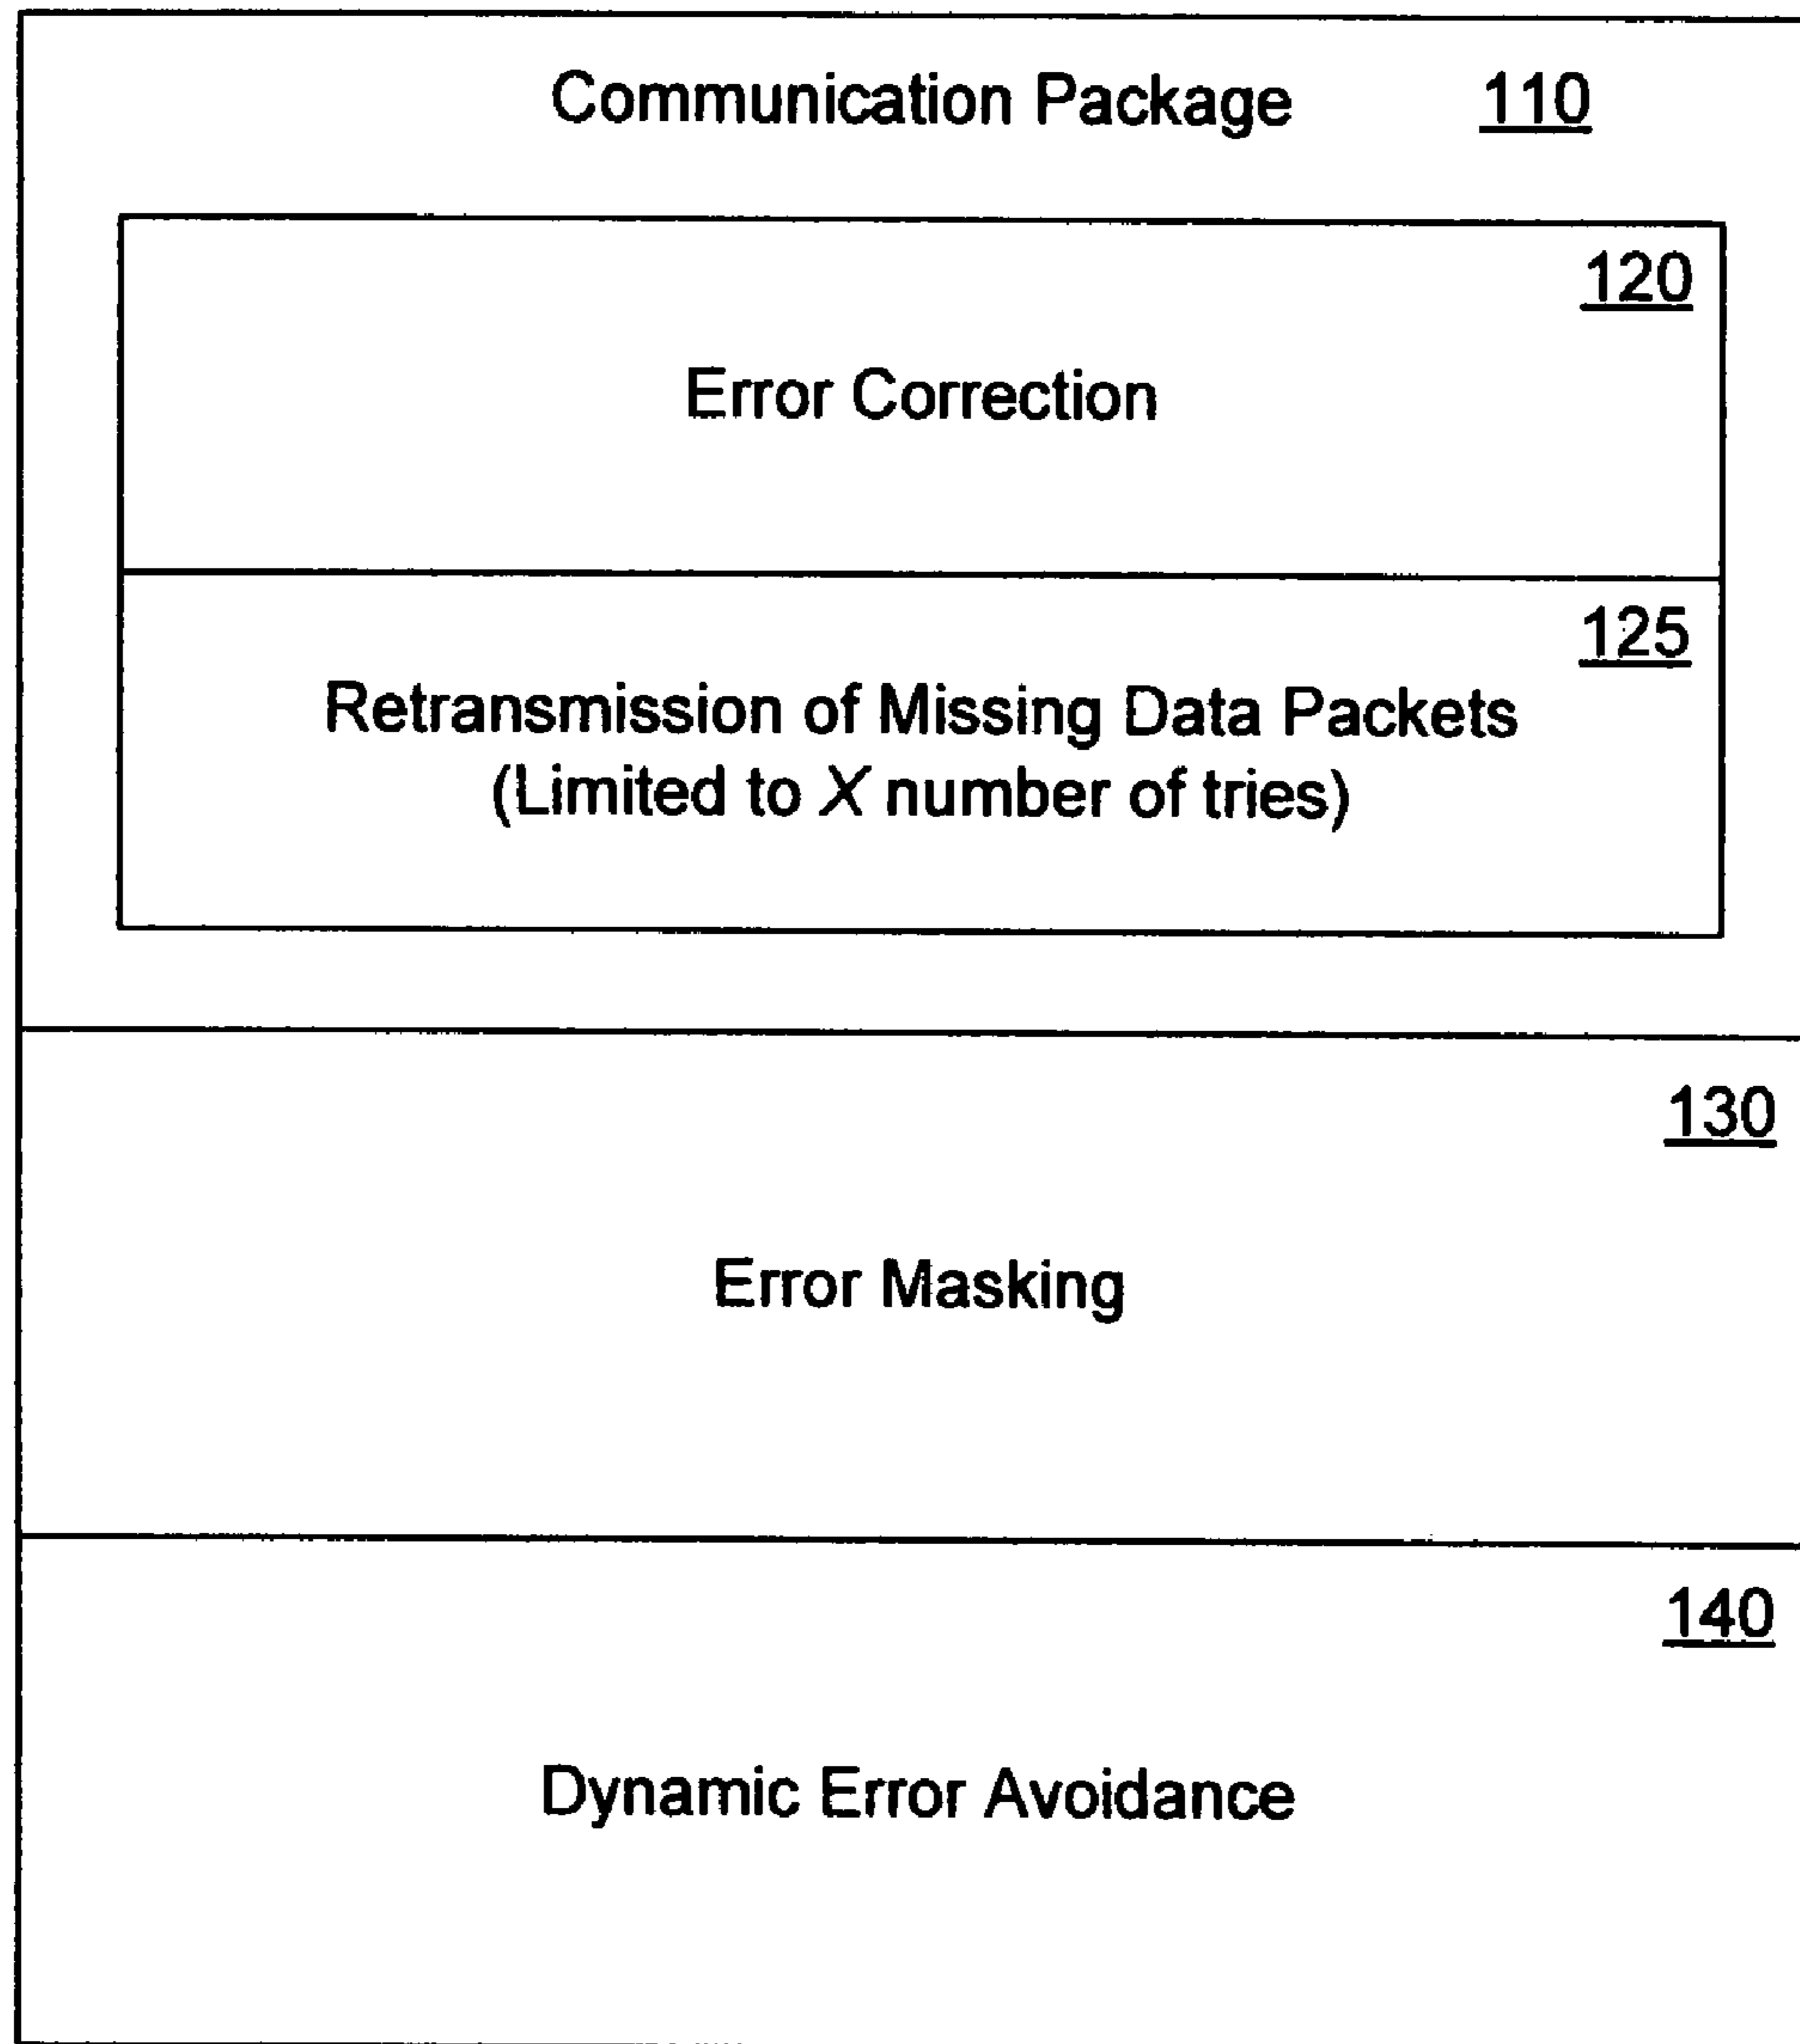 Communication Package 110
120
Error Correction
125
Retransmission of Missing Data Packets
(Limited to X number of tries)
130
Error Masking
140
Dynamic Error Avoidance